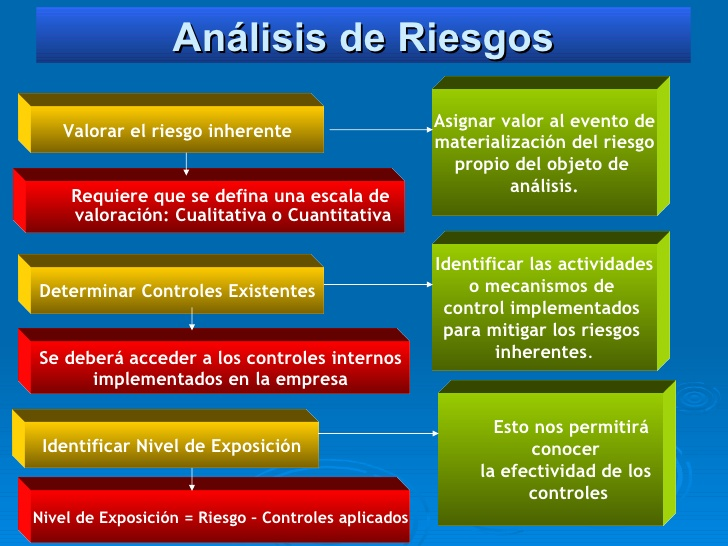 Análisis de Riesgos
Valorar el riesgo inherente
Asignar valor al evento de
materialización del riesgo
propio del objeto de
análisis.
Requiere que se defina una escala de
valoración: Cualitativa o Cuantitativa
Determinar Controles Existentes
Identificar las actividades
o mecanismos de
control implementados
para mitigar los riesgos
inherentes.
Se deberá acceder a los controles internos
implementados en la empresa
Identificar Nivel de Exposición
Esto nos permitirá
conocer
la efectividad de los
controles
Nivel de Exposición = Riesgo - Controles aplicados